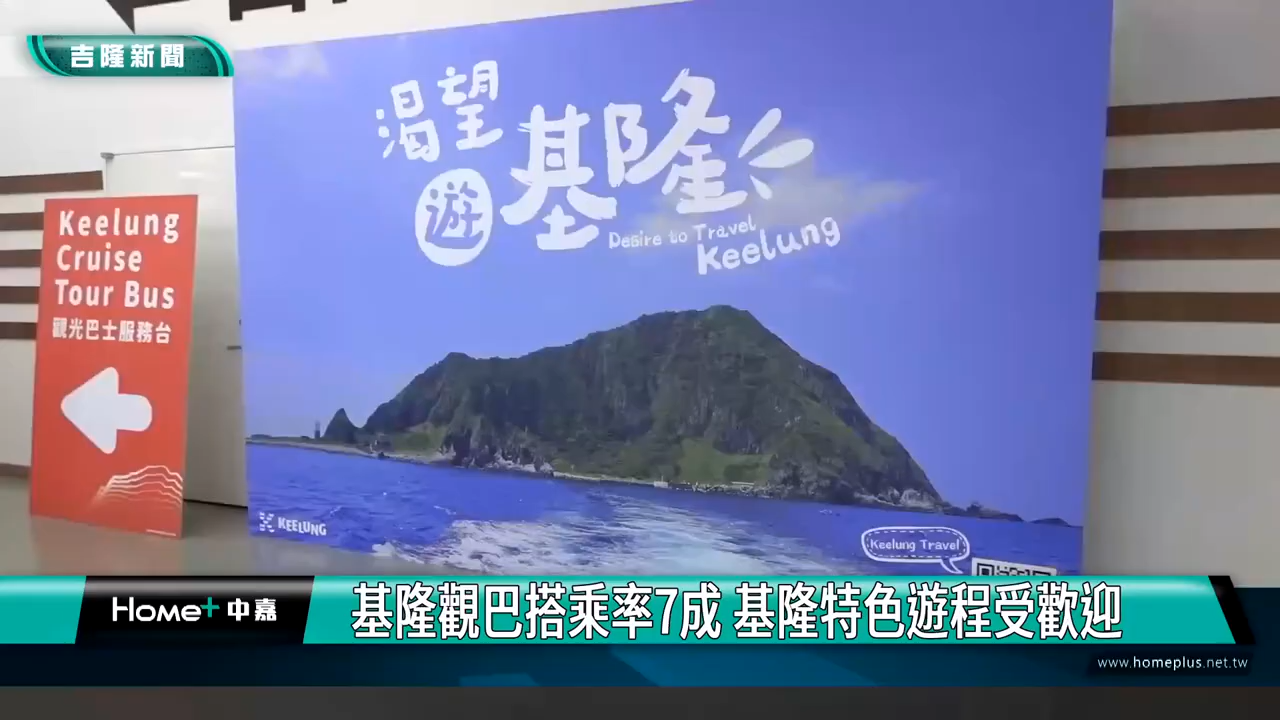 吉隆新聞
渴望
遊基隆
Desire to Travel
Keelung
Keelung
Cruise
Tour Bus
觀光巴士服務台
KEELUNG
Keelung Travel
Home+ 中嘉
基隆觀巴搭乘率7成 基隆特色遊程受歡迎
www.homeplus.net.tw